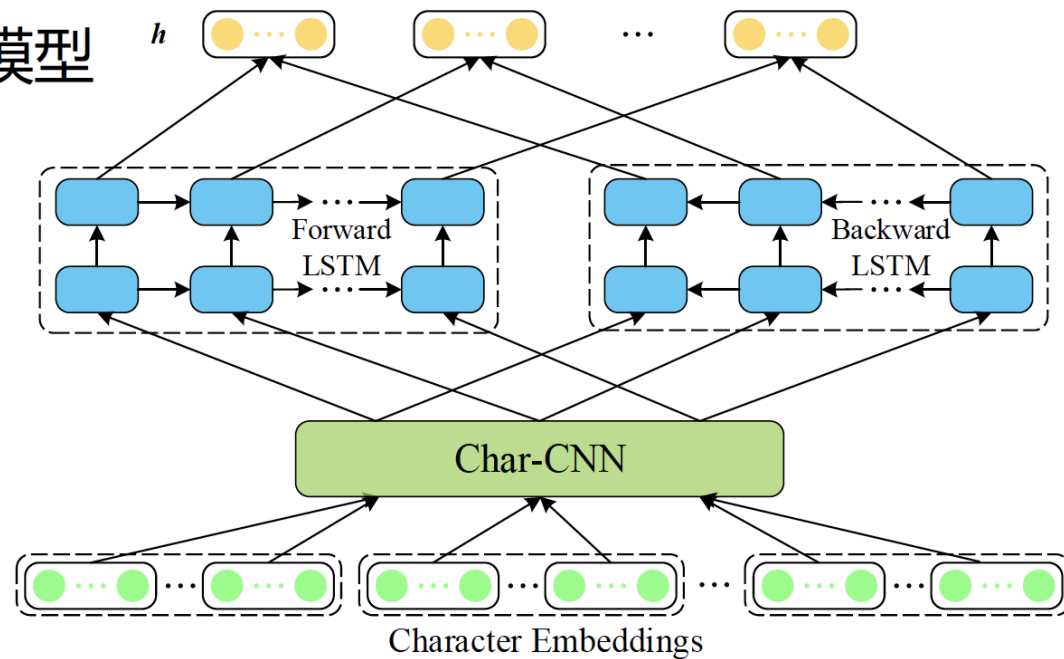 模型
h
Forward
LSTM
Backward
LSTM
Char-CNN
Character Embeddings